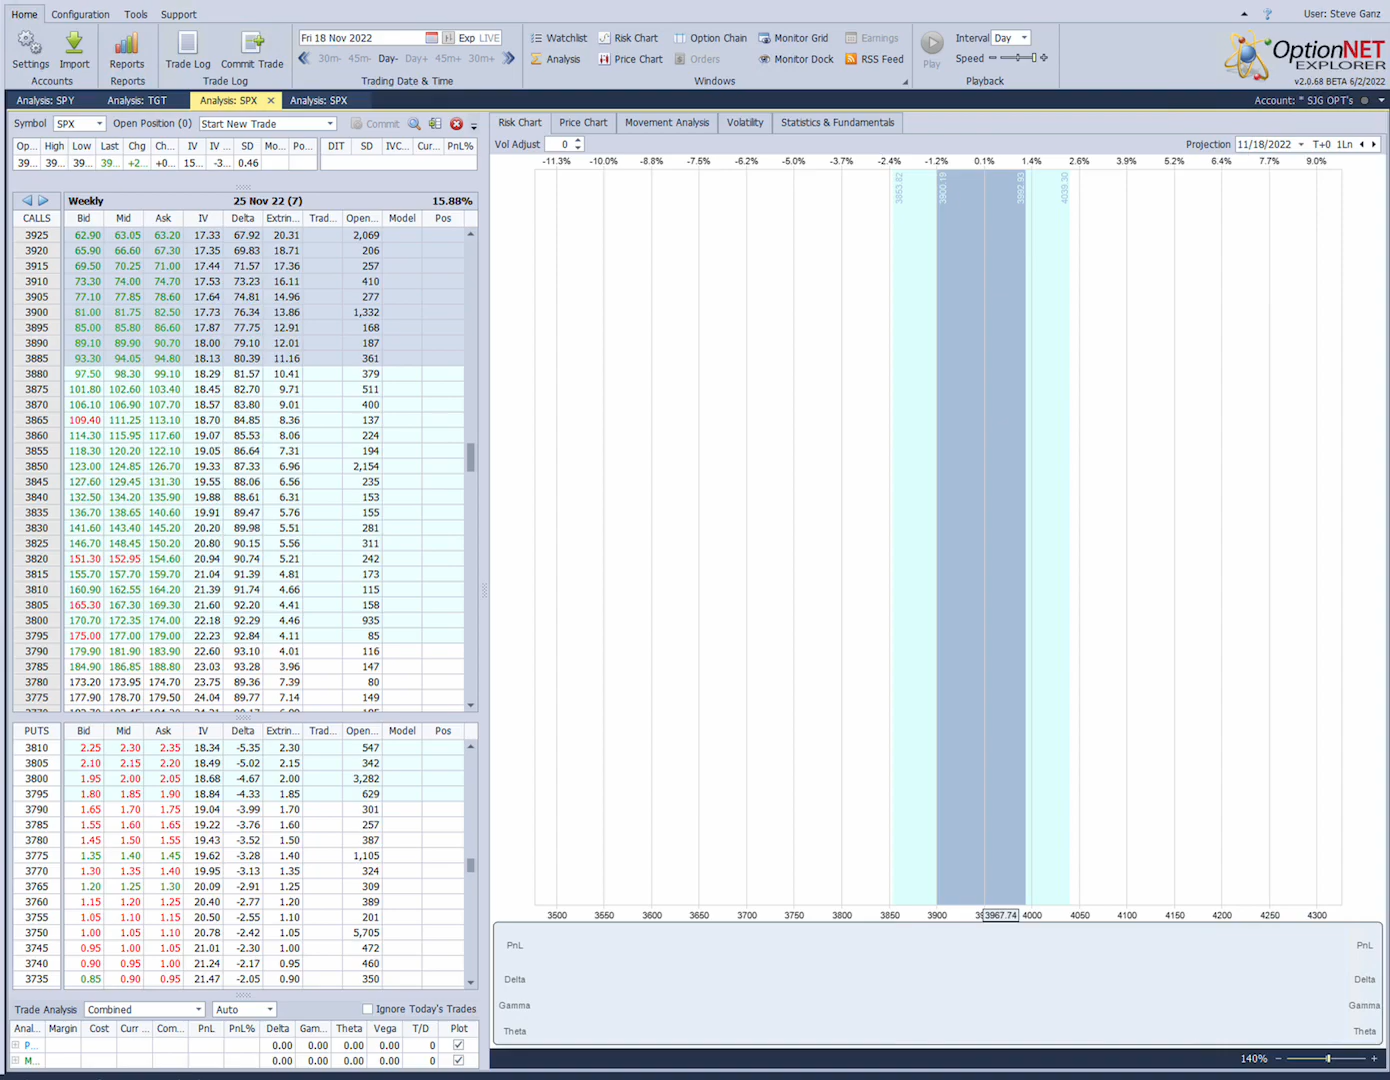 Home Configuration Tools Support User: Steve Ganz
Settings Import Reports Trade Log Commit Trade
Accounts Reports Trade Log
Fri 18 Nov 2022 Exp LIVE
30m- 45m- Day- Day+ 45m+ 30m+
Trading Date & Time
Watchlist Risk Chart Option Chain Monitor Grid Earnings
Analysis Price Chart Orders Monitor Dock RSS Feed
Windows
Play Interval Day
Speed
Playback
OptionNET
EXPLORER
v2.0.68 BETA 6/2/2022
Analysis: SPY Analysis: TGT Analysis: SPX Analysis: SPX Account: * SJG OPT's
Symbol SPX Open Position (0) Start New Trade Commit
Op... High Low Last Chg Ch... IV IV ... SD Mo... Po... DIT SD IVC... Cur... PnL%
39... 39... 39... 39... +2... +0... 15... -3... 0.46
Weekly 25 Nov 22 (7) 15.88%
CALLS Bid Mid Ask IV Delta Extrin... Trad... Open... Model Pos
3925 62.90 63.05 63.20 17.33 67.92 20.31 2,069
3920 65.90 66.60 67.30 17.35 69.83 18.71 206
3915 69.50 70.25 71.00 17.44 71.57 17.36 257
3910 73.30 74.00 74.70 17.53 73.23 16.11 410
3905 77.10 77.85 78.60 17.64 74.81 14.96 277
3900 81.00 81.75 82.50 17.73 76.34 13.86 1,332
3895 85.00 85.80 86.60 17.87 77.75 12.91 168
3890 89.10 89.90 90.70 18.00 79.10 12.01 187
3885 93.30 94.05 94.80 18.13 80.39 11.16 361
3880 97.50 98.30 99.10 18.29 81.57 10.41 379
3875 101.80 102.60 103.40 18.45 82.70 9.71 511
3870 106.10 106.90 107.70 18.57 83.80 9.01 400
3865 109.40 111.25 113.10 18.70 84.85 8.36 137
3860 114.30 115.95 117.60 19.07 85.53 8.06 224
3855 118.30 120.20 122.10 19.05 86.64 7.31 194
3850 123.00 124.85 126.70 19.33 87.33 6.96 2,154
3845 127.60 129.45 131.30 19.55 88.06 6.56 235
3840 132.50 134.20 135.90 19.88 88.61 6.31 153
3835 136.70 138.65 140.60 19.91 89.47 5.76 155
3830 141.60 143.40 145.20 20.20 89.98 5.51 281
3825 146.70 148.45 150.20 20.80 90.15 5.56 311
3820 151.30 152.95 154.60 20.94 90.74 5.21 242
3815 155.70 157.70 159.70 21.04 91.39 4.81 173
3810 160.90 162.55 164.20 21.39 91.74 4.66 115
3805 165.30 167.30 169.30 21.60 92.20 4.41 158
3800 170.70 172.35 174.00 22.18 92.29 4.46 935
3795 175.00 177.00 179.00 22.23 92.84 4.11 85
3790 179.90 181.90 183.90 22.60 93.10 4.01 116
3785 184.90 186.85 188.80 23.03 93.28 3.96 147
3780 173.20 173.95 174.70 23.75 89.36 7.39 80
3775 177.90 178.70 179.50 24.04 89.77 7.14 149
PUTS Bid Mid Ask IV Delta Extrin... Trad... Open... Model Pos
3810 2.25 2.30 2.35 18.34 -5.35 2.30 547
3805 2.10 2.15 2.20 18.49 -5.02 2.15 342
3800 1.95 2.00 2.05 18.68 -4.67 2.00 3,282
3795 1.80 1.85 1.90 18.84 -4.33 1.85 629
3790 1.65 1.70 1.75 19.04 -3.99 1.70 301
3785 1.55 1.60 1.65 19.22 -3.76 1.60 257
3780 1.45 1.50 1.55 19.43 -3.52 1.50 387
3775 1.35 1.40 1.45 19.62 -3.28 1.40 1,105
3770 1.30 1.35 1.40 19.95 -3.13 1.35 324
3765 1.20 1.25 1.30 20.09 -2.91 1.25 309
3760 1.15 1.20 1.25 20.40 -2.77 1.20 389
3755 1.05 1.10 1.15 20.50 -2.55 1.10 201
3750 1.00 1.05 1.10 20.78 -2.42 1.05 5,705
3745 0.95 1.00 1.05 21.01 -2.30 1.00 472
3740 0.90 0.95 1.00 21.24 -2.17 0.95 460
3735 0.85 0.90 0.95 21.47 -2.05 0.90 350
Trade Analysis Combined Auto Ignore Today's Trades
Anal... Margin Cost Curr ... Com... PnL PnL% Delta Gam... Theta Vega T/D Plot
P... 0.00 0.00 0.00 0.00 0
M... 0.00 0.00 0.00 0.00 0
Risk Chart Price Chart Movement Analysis Volatility Statistics & Fundamentals
Vol Adjust 0 Projection 11/18/2022 T+0 1Ln
-11.3% -10.0% -8.8% -7.5% -6.2% -5.0% -3.7% -2.4% -1.2% 0.1% 1.4% 2.6% 3.9% 5.2% 6.4% 7.7% 9.0%
3853.82 3900.19 3992.93 4039.30
3500 3550 3600 3650 3700 3750 3800 3850 3900 3967.74 4000 4050 4100 4150 4200 4250 4300
PnL PnL
Delta Delta
Gamma Gamma
Theta Theta
140%